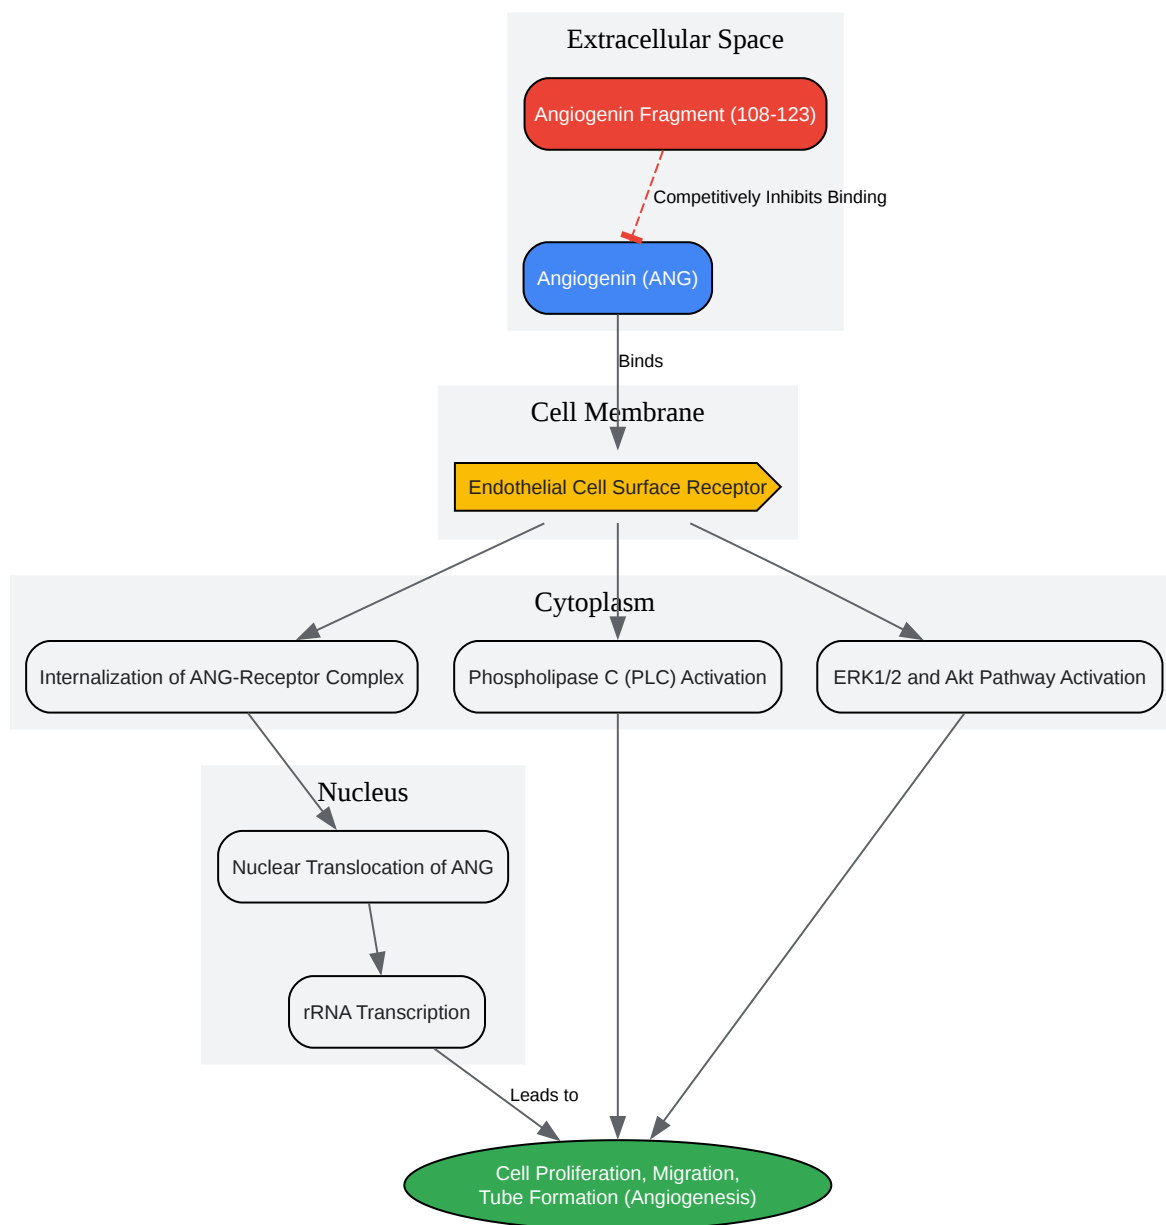 Extracellular Space
Angiogenin Fragment (108-123)
Competitively Inhibits Binding
Angiogenin (ANG)
Binds
Cell Membrane
Endothelial Cell Surface Receptor
Cytoplasm
Internalization of ANG-Receptor Complex
Phospholipase C (PLC) Activation
ERK1/2 and Akt Pathway Activation
Nucleus
Nuclear Translocation of ANG
rRNA Transcription
Leads to
Cell Proliferation, Migration,
Tube Formation (Angiogenesis)